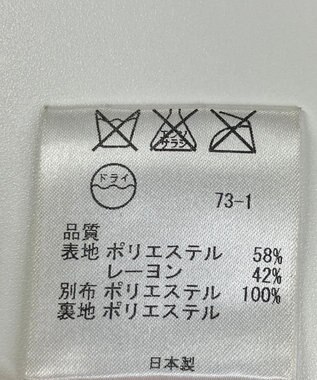 エンソ
サラシ
ドライ
73-1
品質
表地 ポリエステル 58%
レーヨン 42%
別布 ポリエステル 100%
裏地 ポリエステル
日本製